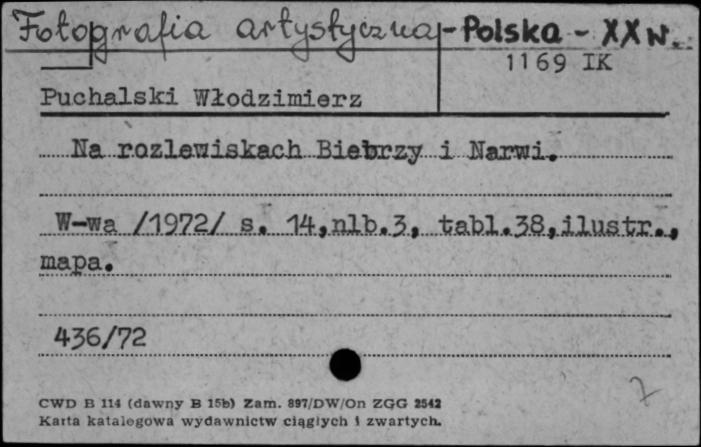 Fotografia artystyczna - Polska - XX w.
1169 IK
Puchalski Włodzimierz
Na rozlewiskach Biebrzy i Narwi.
W-wa /1972/ s. 14,nlb.3, tabl.38,ilustr.,
mapa.
436/72
7
CWD B 114 (dawny B 15b) Zam. 897/DW/On ZGG 2542
Karta katalogowa wydawnictw ciągłych i zwartych.